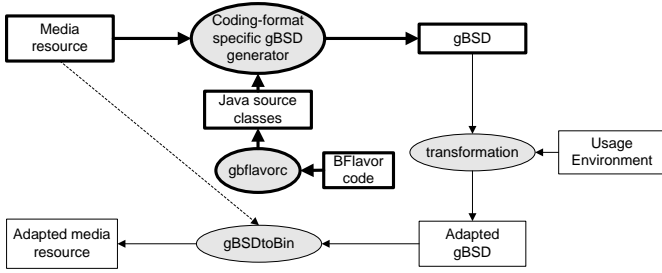 Media
resource
Coding-format
specific gBSD
generator
gBSD
Java source
classes
gbflavorc
BFlavor
code
transformation
Usage
Environment
Adapted media
resource
gBSDtoBin
Adapted
gBSD